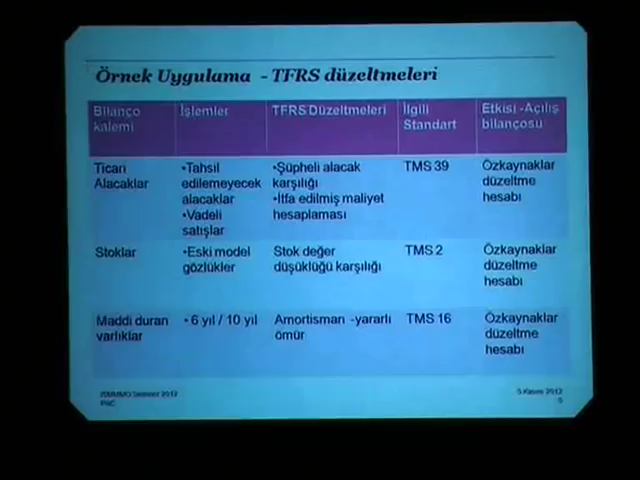 Örnek Uygulama - TFRS düzeltmeleri
Bilanço kalemi | İşlemler | TFRS Düzeltmeleri | İlgili Standart | Etkisi -Açılış bilançosu
Ticari Alacaklar | •Tahsil edilemeyecek alacaklar •Vadeli satışlar | •Şüpheli alacak karşılığı •İtfa edilmiş maliyet hesaplaması | TMS 39 | Özkaynaklar düzeltme hesabı
Stoklar | •Eski model gözlükler | Stok değer düşüklüğü karşılığı | TMS 2 | Özkaynaklar düzeltme hesabı
Maddi duran varlıklar | • 6 yıl / 10 yıl | Amortisman -yararlı ömür | TMS 16 | Özkaynaklar düzeltme hesabı
PwC
5 Kasım 2012
5